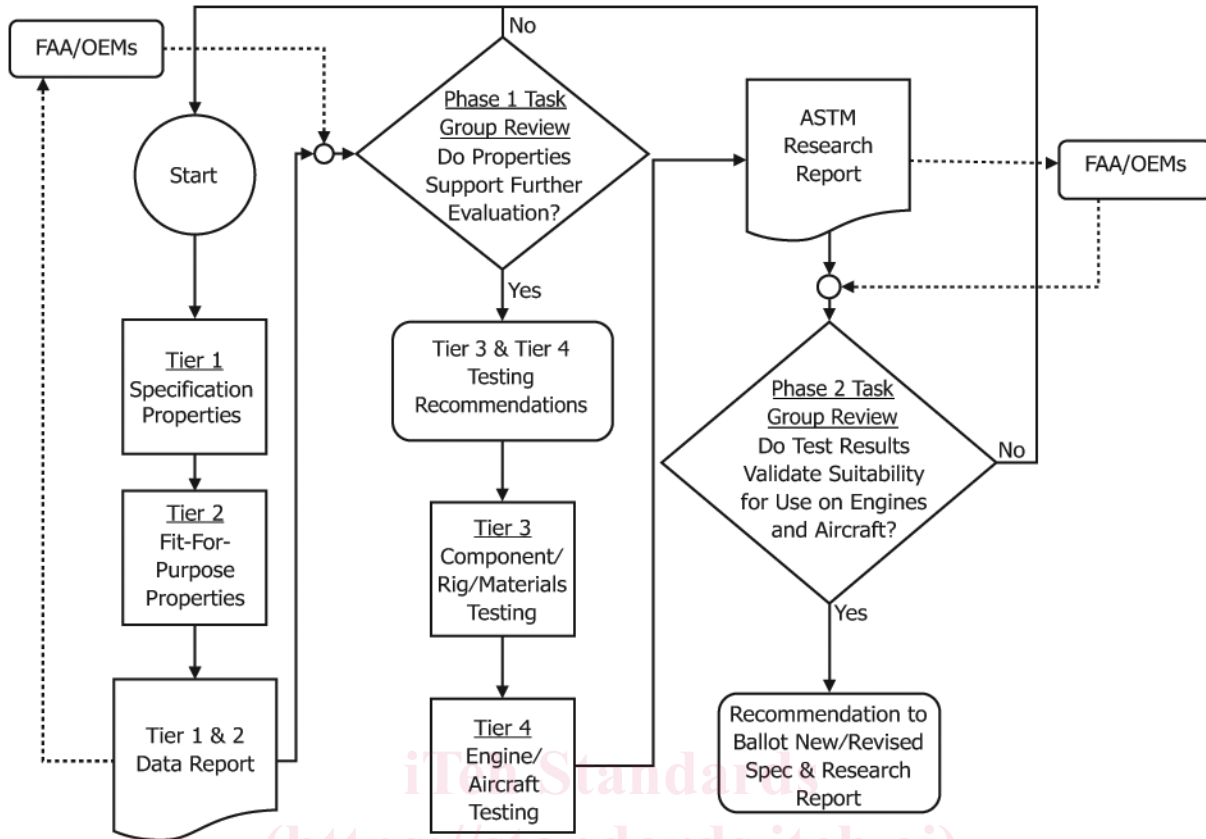 No
FAA/OEMs
Start
Tier 1
Specification
Properties
Tier 2
Fit-For-
Purpose
Properties
Tier 1 & 2
Data Report
Phase 1 Task
Group Review
Do Properties
Support Further
Evaluation?
Yes
Tier 3 & Tier 4
Testing
Recommendations
Tier 3
Component/
Rig/Materials
Testing
Tier 4
Engine/
Aircraft
Testing
ASTM
Research
Report
FAA/OEMs
Phase 2 Task
Group Review
Do Test Results
Validate Suitability
for Use on Engines
and Aircraft?
No
Yes
Recommendation to
Ballot New/Revised
Spec & Research
Report
iTeh Standards